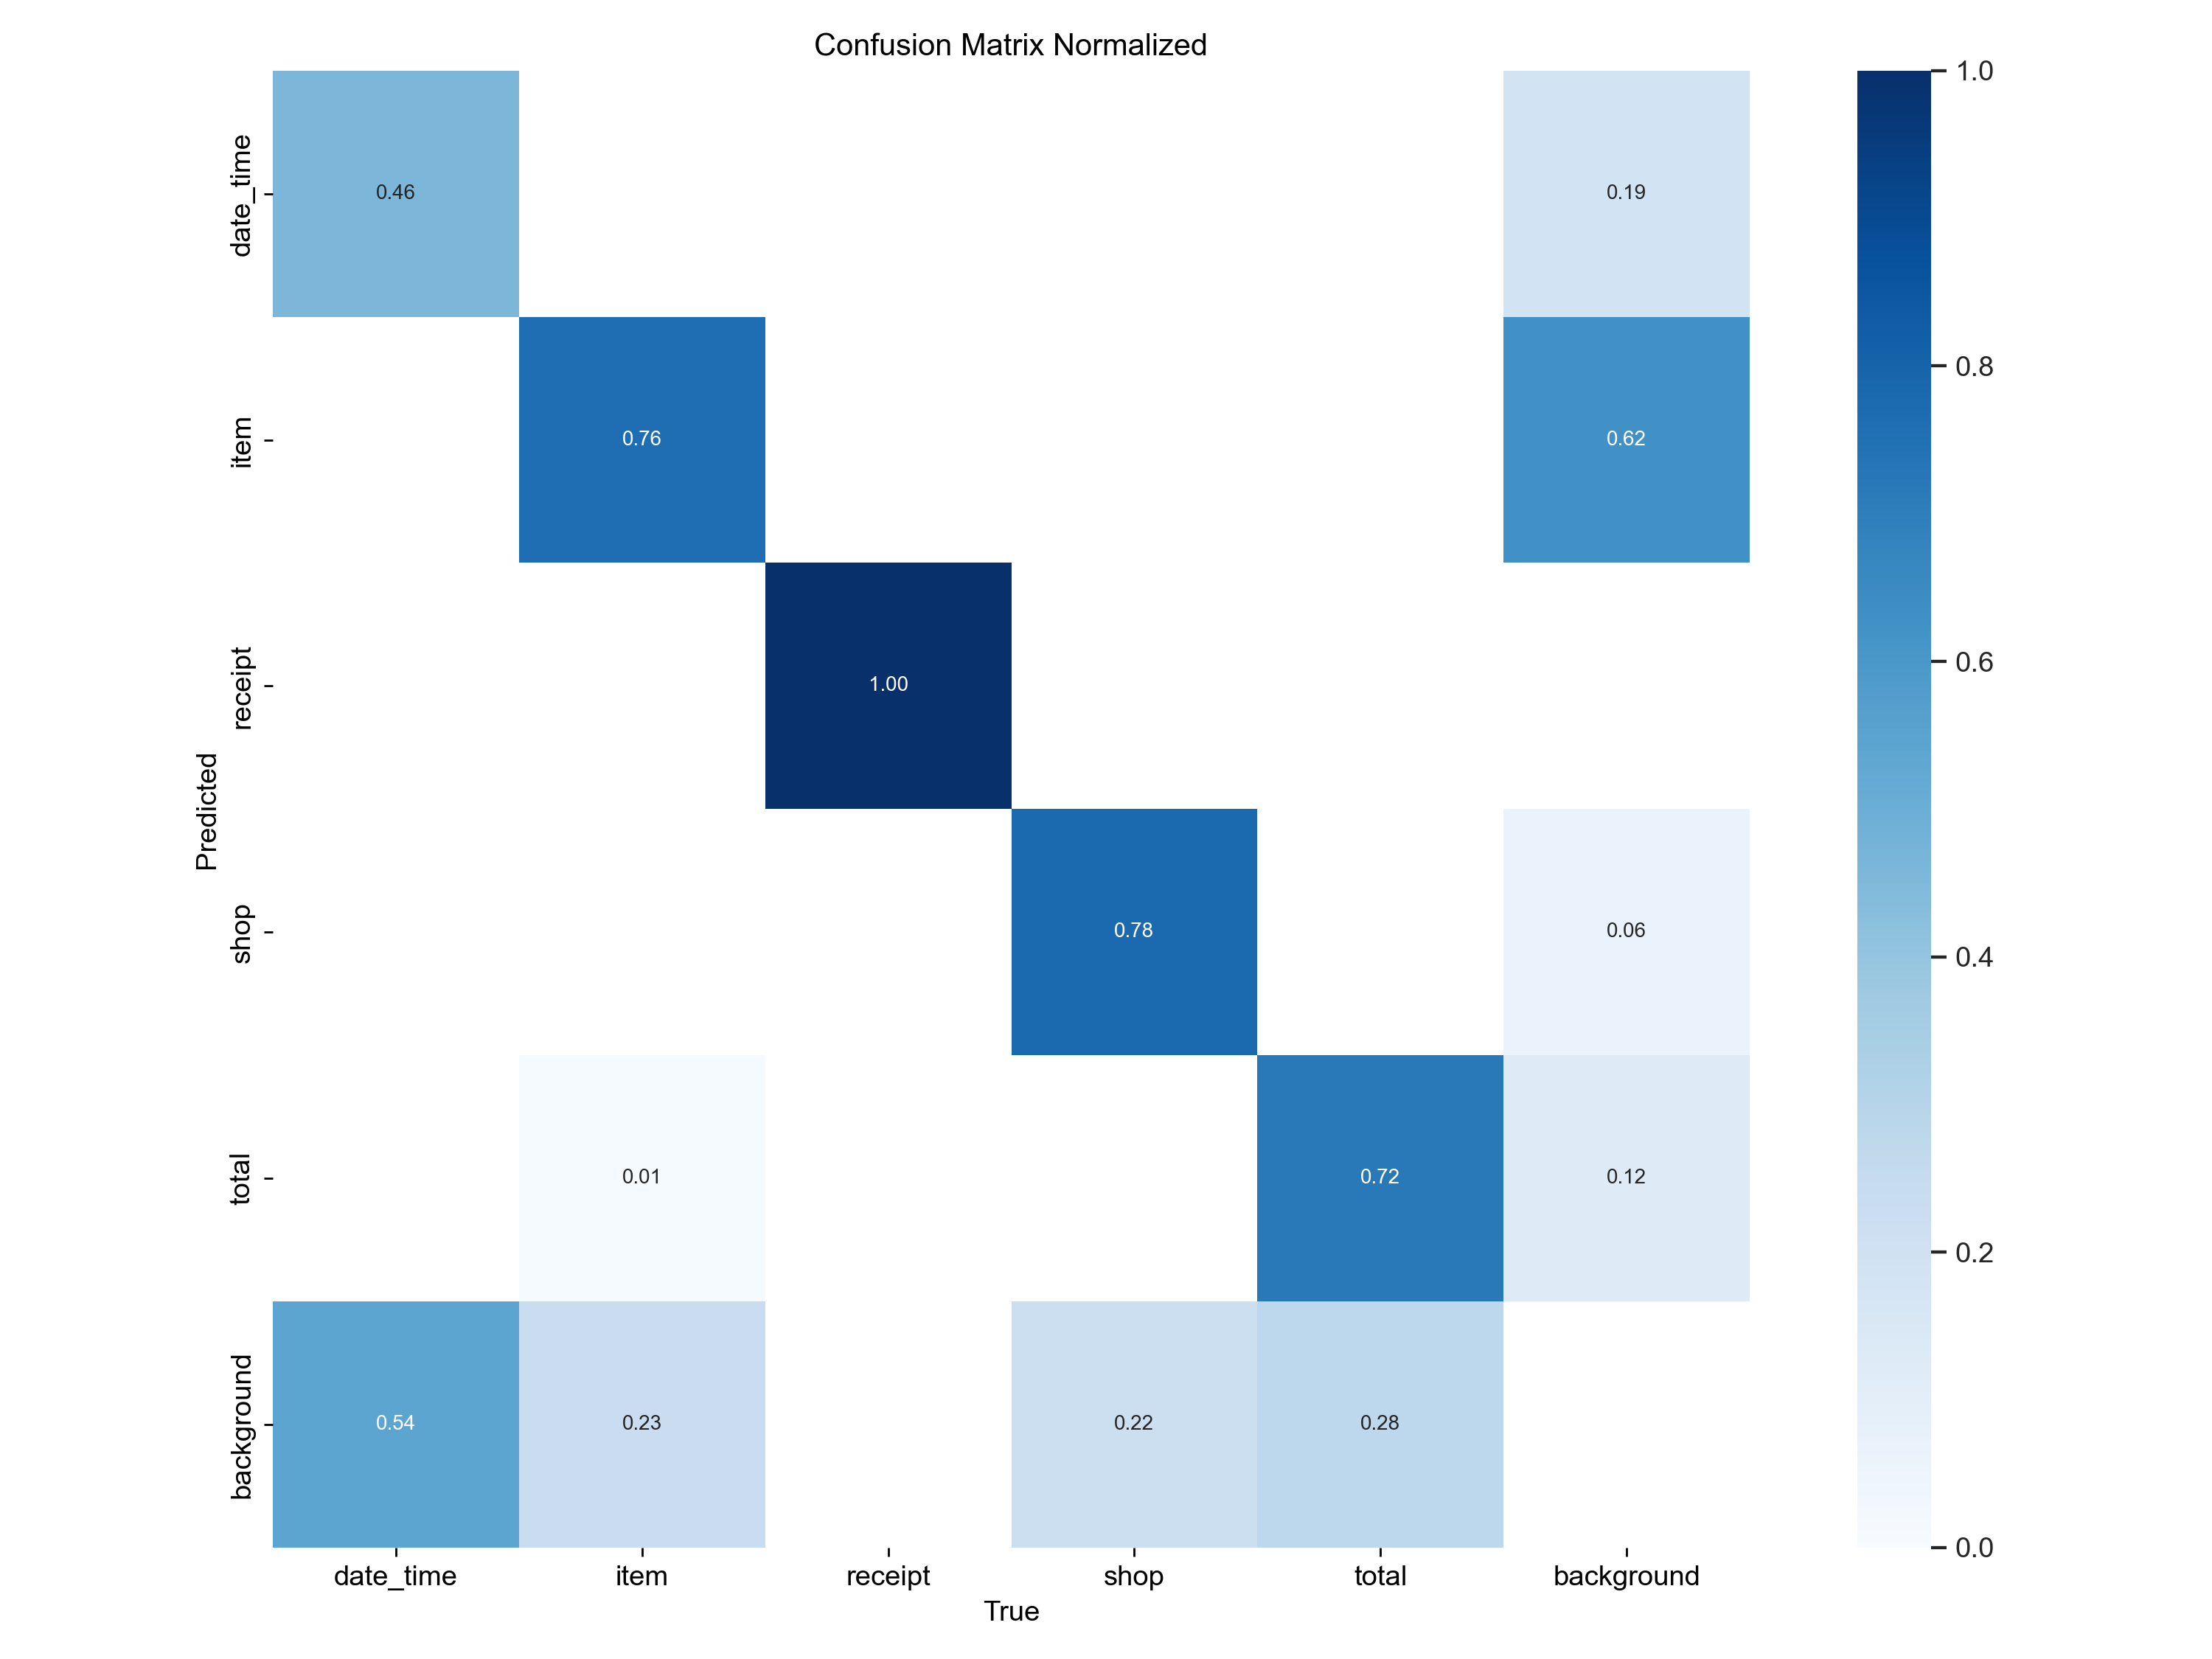 Confusion Matrix Normalized
1.0
date_time
0.46
0.19
0.8
item
0.76
0.62
0.6
receipt
1.00
Predicted
shop
0.78
0.06
0.4
total
0.01
0.72
0.12
0.2
background
0.54
0.23
0.22
0.28
0.0
date_time
item
receipt
shop
total
background
True